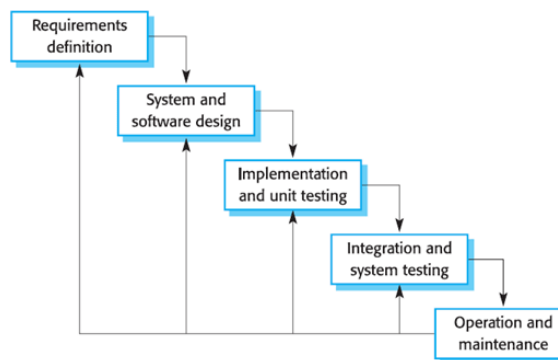 Requirements
definition
System and
software design
Implementation
and unit testing
Integration and
system testing
Operation and
maintenance